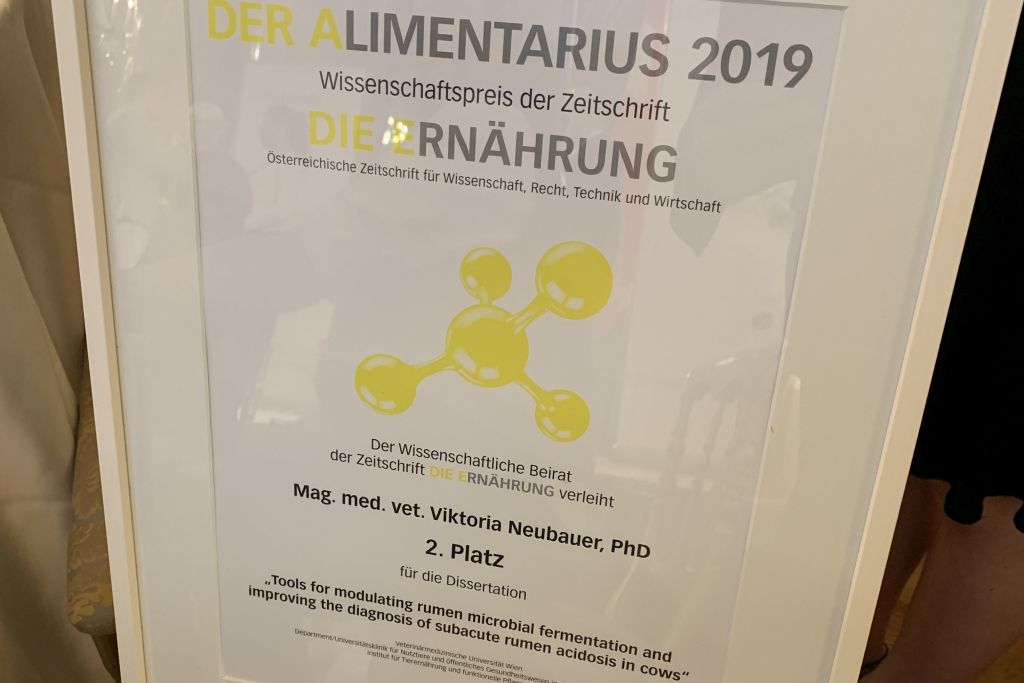 DER ALIMENTARIUS 2019
Wissenschaftspreis der Zeitschrift
DIE ERNÄHRUNG
Österreichische Zeitschrift für Wissenschaft, Recht, Technik und Wirtschaft
Der Wissenschaftliche Beirat
der Zeitschrift DIE ERNÄHRUNG verleiht
Mag. med. vet. Viktoria Neubauer, PhD
2. Platz
für die Dissertation
„Tools for modulating rumen microbial fermentation and
improving the diagnosis of subacute rumen acidosis in cows“
Veterinärmedizinische Universität Wien
Department/Universitätsklinik für Nutztiere und öffentliches Gesundheitswesen
Institut für Tierernährung und funktionelle